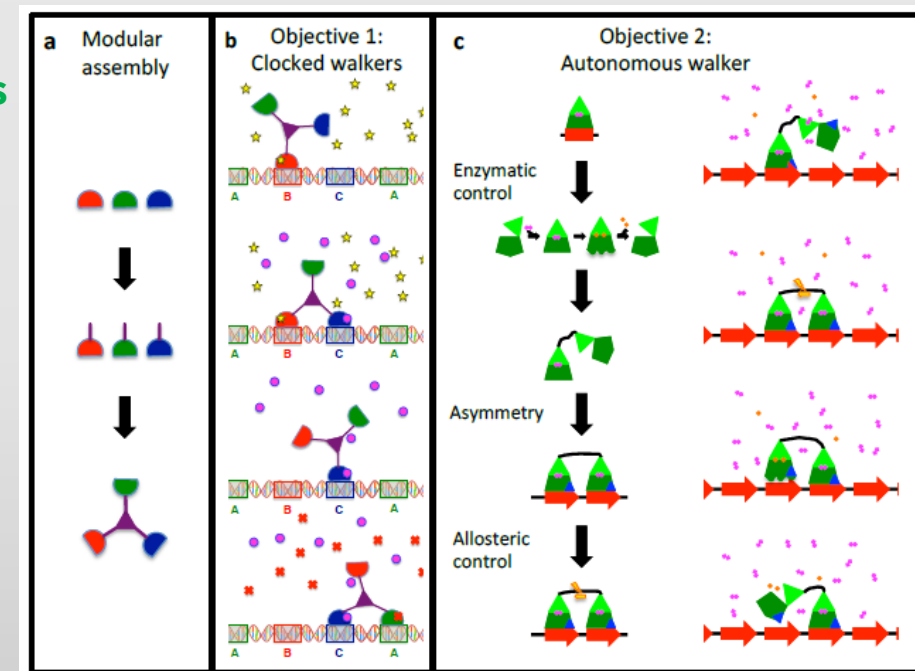 s
a Modular
assembly
b Objective 1:
Clocked walkers
A B C A
A B C A
A B C A
A B C A
c Objective 2:
Autonomous walker
Enzymatic
control
Asymmetry
Allosteric
control